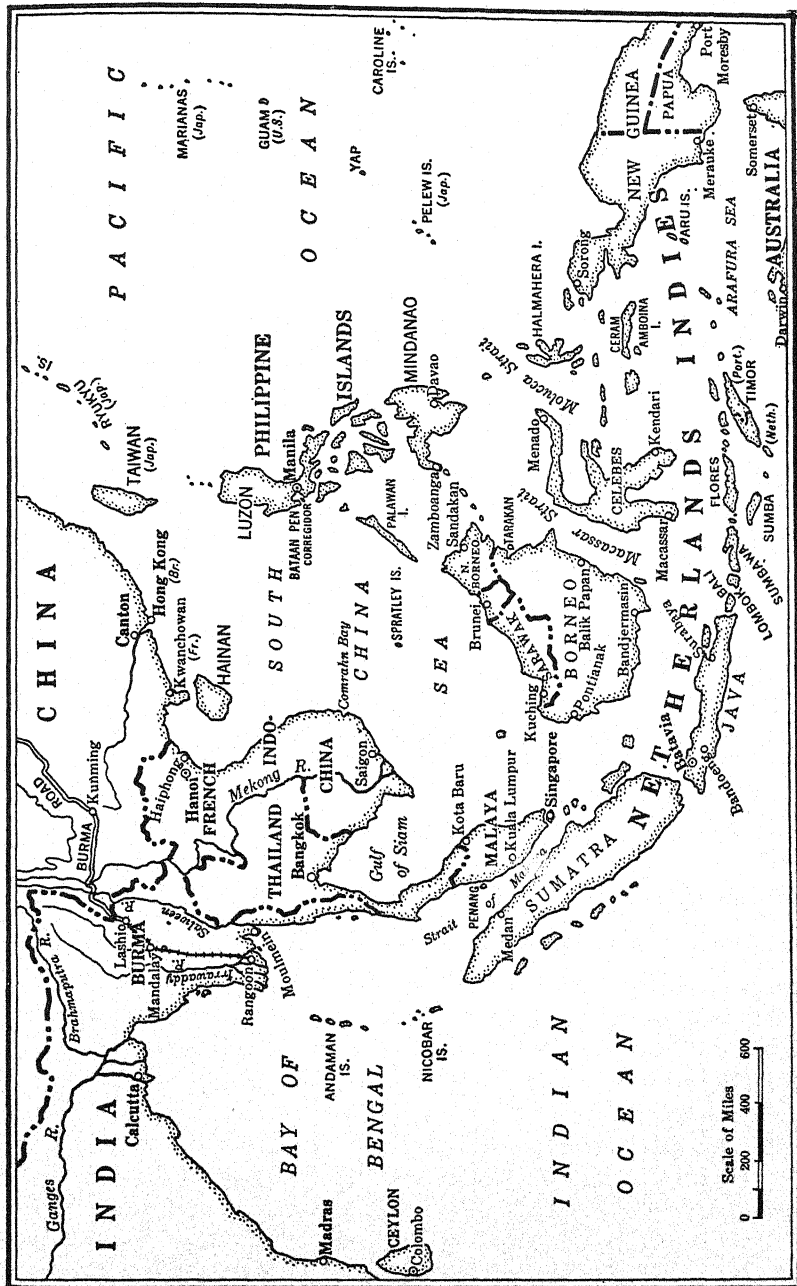 PACIFIC
OCEAN
MARIANAS
(Jap.)
GUAM
(U.S.)
CAROLINE
IS.
YAP
PELEW IS.
(Jap.)
RYUKYU
(Jap.)
IS.
TAIWAN
(Jap.)
CHINA
Canton
Hong Kong
(Br.)
Kwanchowan
(Fr.)
HAINAN
Kunming
BURMA
ROAD
PHILIPPINE
ISLANDS
LUZON
Manila
BATAAN PEN.
CORREGIDOR
MINDANAO
Davao
Zamboanga
PALAWAN
I.
SPRATLEY IS.
SOUTH
CHINA
SEA
Comrahn Bay
Haiphong
Hanoi
FRENCH
INDO-
CHINA
Mekong R.
Saigon
THAILAND
Bangkok
Gulf
of Siam
INDIA
Ganges R.
Brahmaputra R.
Calcutta
Madras
CEYLON
Colombo
Lashio
BURMA
Mandalay
Irrawaddy R.
Salween R.
Rangoon
Moulmein
BAY OF
BENGAL
ANDAMAN
IS.
NICOBAR
IS.
INDIAN
OCEAN
Kota Baru
MALAYA
Kuala Lumpur
Singapore
PENANG
Strait of
Medan
SUMATRA
NETHERLANDS INDIES
Batavia
Bandoeng
Surabaya
JAVA
BALI
LOMBOK
SUMBAWA
SUMBA
FLORES
TIMOR
(Port.)
(Neth.)
Sandakan
N.
BORNEO
Brunei
SARAWAK
Kuching
TARAKAN
BORNEO
Balik Papan
Pontianak
Bandjermasin
Macassar Strait
Macassar
CELEBES
Kendari
Menado
Molucca Strait
HALMAHERA I.
CERAM
AMBOINA
I.
Sorong
NEW GUINEA
PAPUA
Port
Moresby
Merauke
ARU IS.
ARAFURA SEA
Somerset
Darwin
AUSTRALIA
Scale of Miles
0 200 400 600